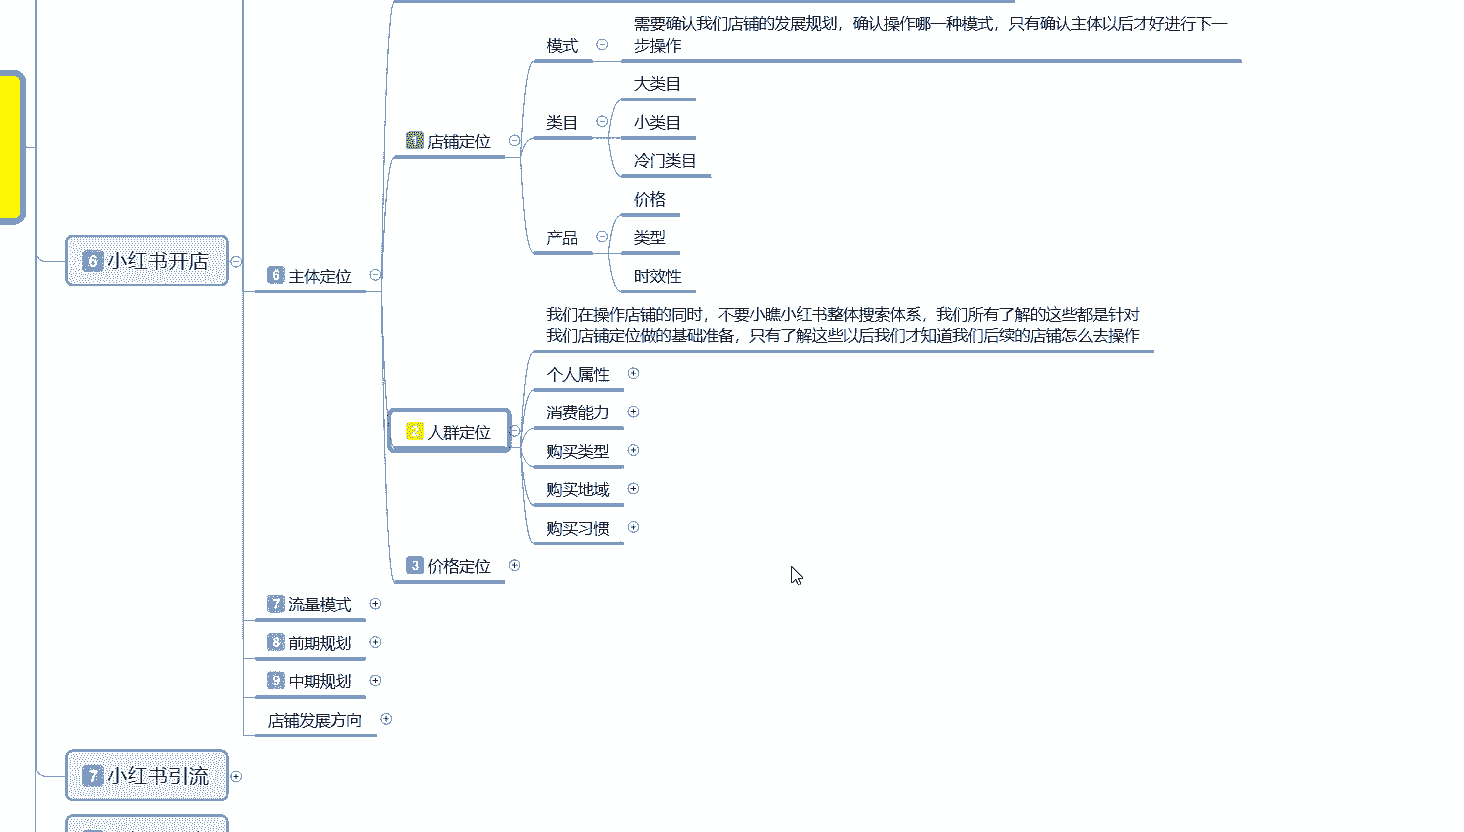 需要确认我们店铺的发展规划，确认操作哪一种模式，只有确认主体以后才好进行下一
步操作
模式
大类目
类目
小类目
1 店铺定位
冷门类目
价格
产品
类型
6 小红书开店
6 主体定位
时效性
我们在操作店铺的同时，不要小瞧小红书整体搜索体系，我们所有了解的这些都是针对
我们店铺定位做的基础准备，只有了解这些以后我们才知道我们后续的店铺怎么去操作
个人属性
消费能力
2 人群定位
购买类型
购买地域
购买习惯
3 价格定位
7 流量模式
8 前期规划
9 中期规划
店铺发展方向
7 小红书引流